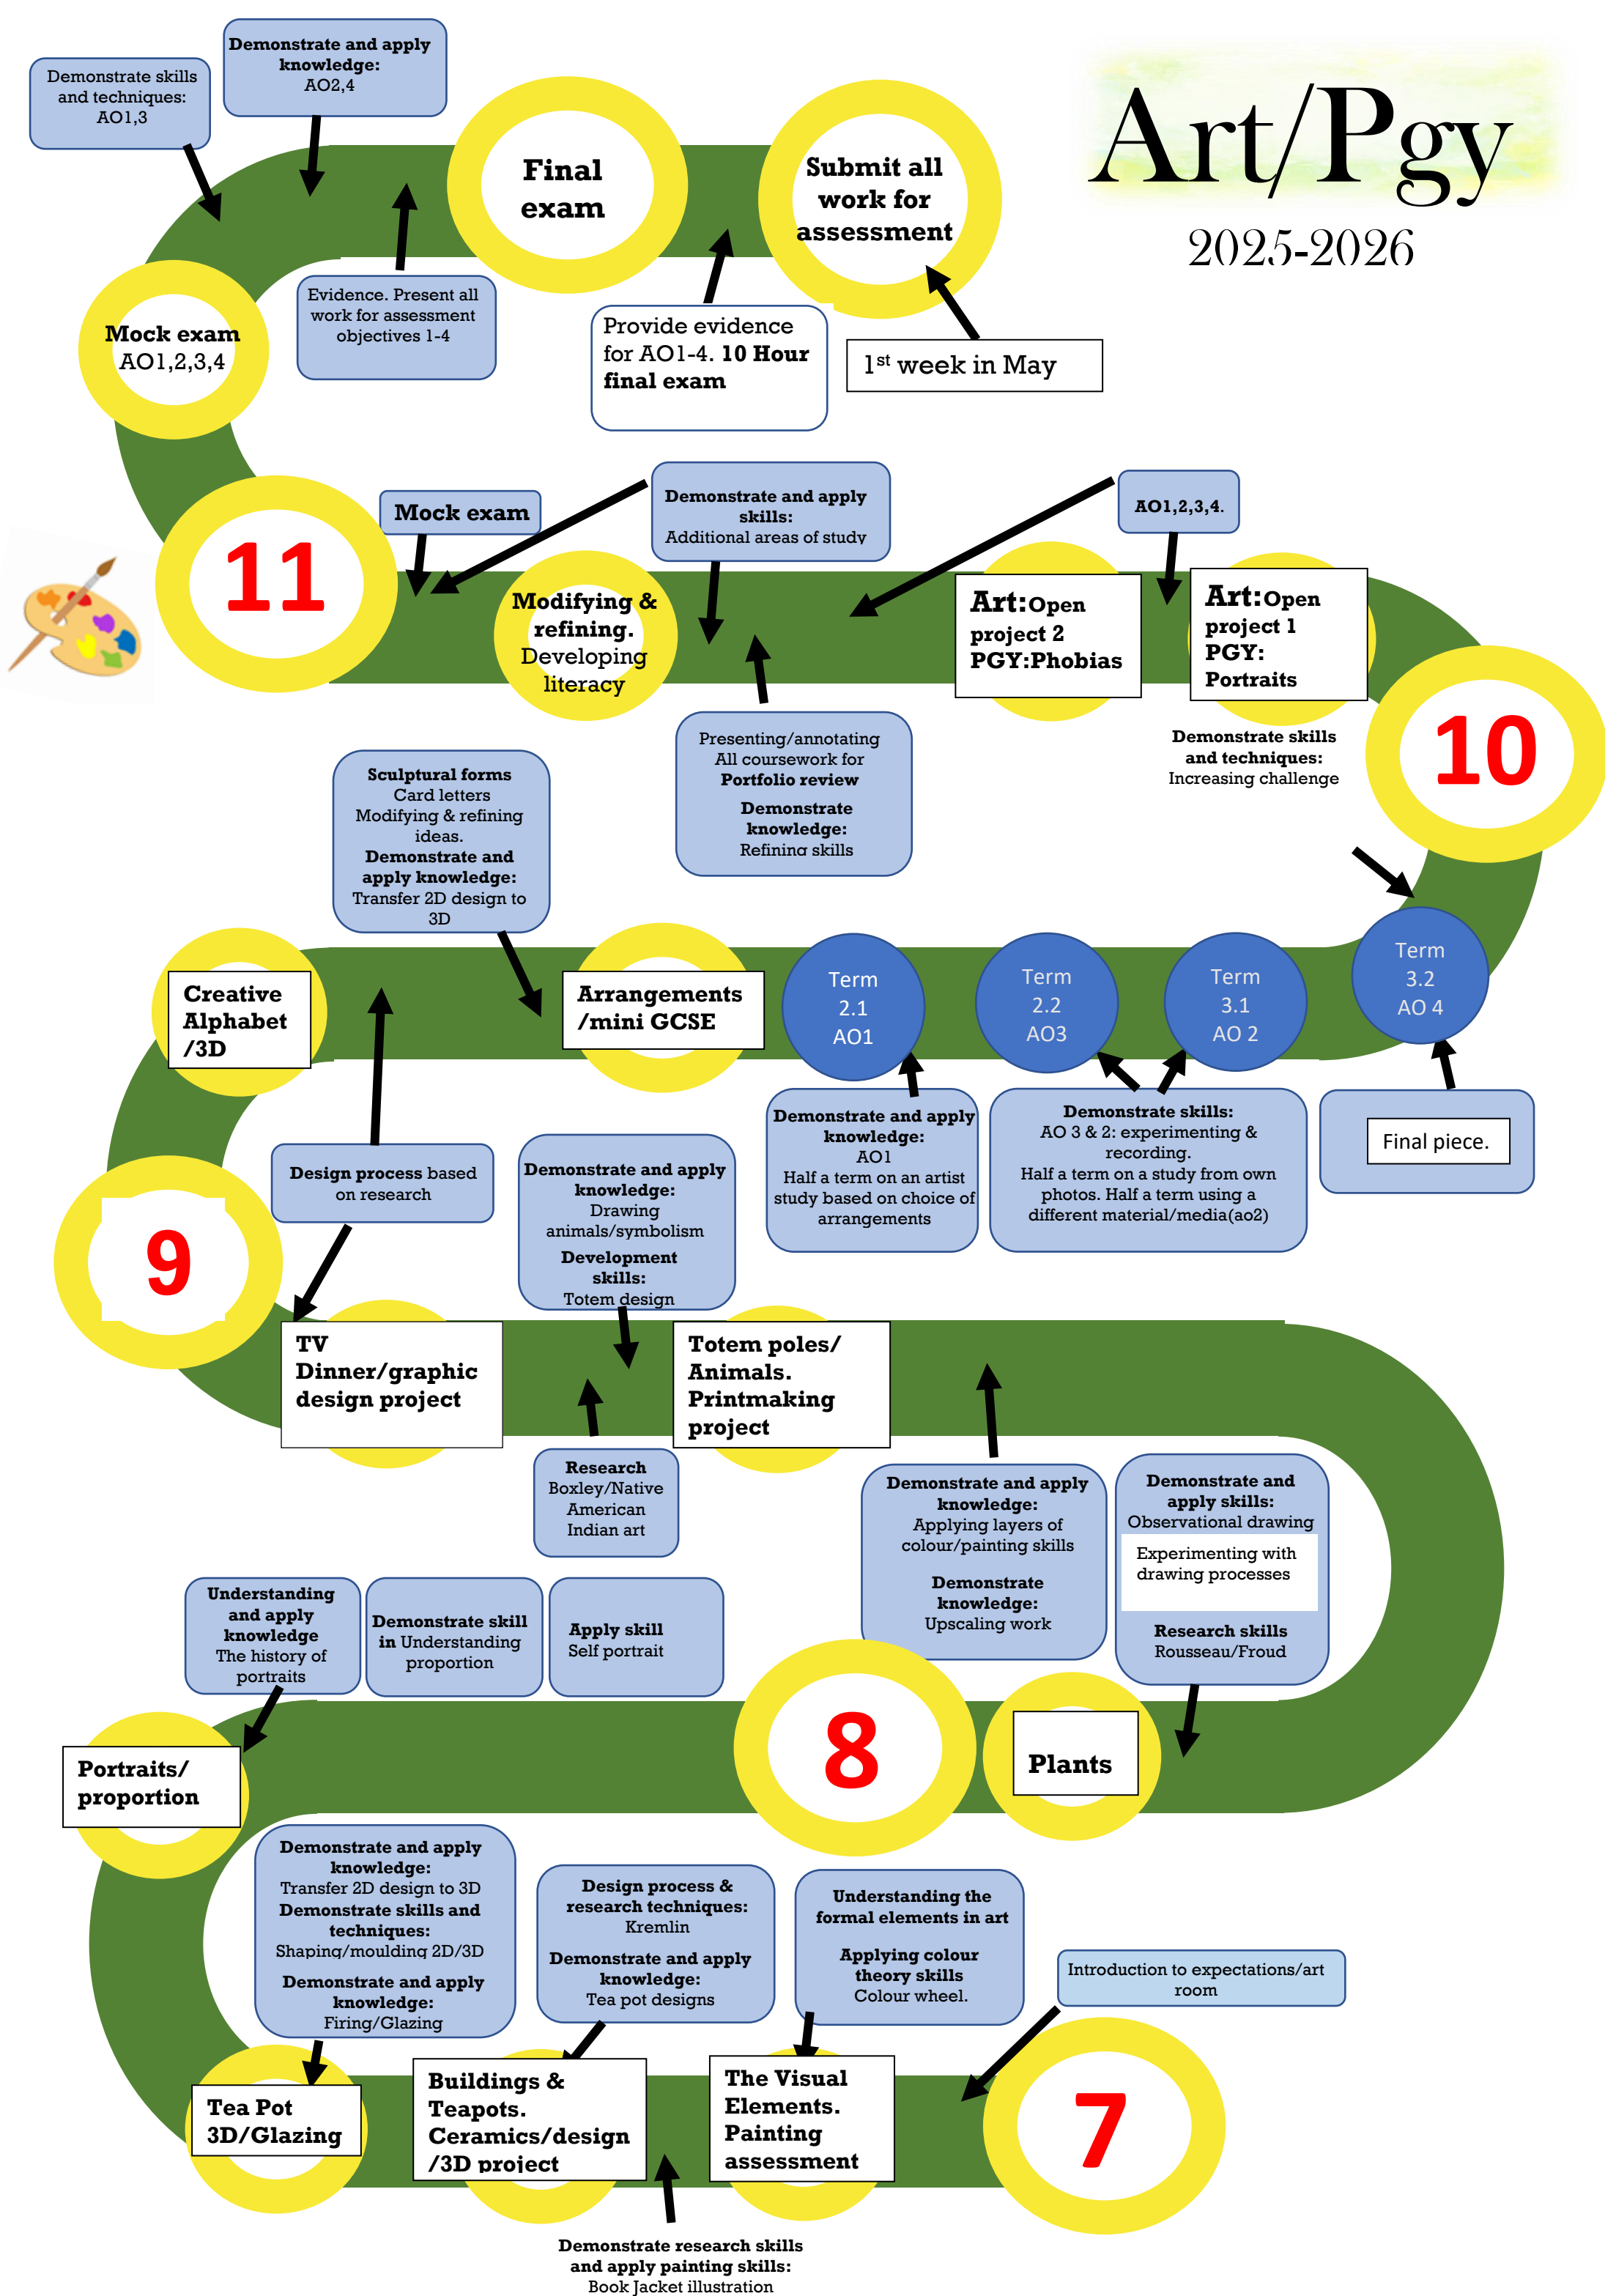 Art/Pgy
2025-2026
Demonstrate skills
and techniques:
AO1,3
Demonstrate and apply
knowledge:
AO2,4
Final
exam
Submit all
work for
assessment
Mock exam
AO1,2,3,4
Evidence. Present all
work for assessment
objectives 1-4
Provide evidence
for AO1-4. 10 Hour
final exam
1st week in May
11
Mock exam
Demonstrate and apply
skills:
Additional areas of study
AO1,2,3,4.
Modifying &
refining.
Developing
literacy
Art:Open
project 2
PGY:Phobias
Art:Open
project 1
PGY:
Portraits
10
Demonstrate skills
and techniques:
Increasing challenge
Presenting/annotating
All coursework for
Portfolio review
Demonstrate
knowledge:
Refining skills
Sculptural forms
Card letters
Modifying & refining
ideas.
Demonstrate and
apply knowledge:
Transfer 2D design to
3D
Creative
Alphabet
/3D
Arrangements
/mini GCSE
Term
2.1
AO1
Term
2.2
AO3
Term
3.1
AO 2
Term
3.2
AO 4
Design process based
on research
Demonstrate and apply
knowledge:
Drawing
animals/symbolism
Development
skills:
Totem design
Demonstrate and apply
knowledge:
AO1
Half a term on an artist
study based on choice of
arrangements
Demonstrate skills:
AO 3 & 2: experimenting &
recording.
Half a term on a study from own
photos. Half a term using a
different material/media(ao2)
Final piece.
9
TV
Dinner/graphic
design project
Totem poles/
Animals.
Printmaking
project
Research
Boxley/Native
American
Indian art
Demonstrate and apply
knowledge:
Applying layers of
colour/painting skills
Demonstrate
knowledge:
Upscaling work
Demonstrate and
apply skills:
Observational drawing
Experimenting with
drawing processes
Research skills
Rousseau/Froud
Understanding
and apply
knowledge
The history of
portraits
Demonstrate skill
in Understanding
proportion
Apply skill
Self portrait
8
Plants
Portraits/
proportion
Demonstrate and apply
knowledge:
Transfer 2D design to 3D
Demonstrate skills and
techniques:
Shaping/moulding 2D/3D
Demonstrate and apply
knowledge:
Firing/Glazing
Design process &
research techniques:
Kremlin
Demonstrate and apply
knowledge:
Tea pot designs
Understanding the
formal elements in art
Applying colour
theory skills
Colour wheel.
Introduction to expectations/art
room
Tea Pot
3D/Glazing
Buildings &
Teapots.
Ceramics/design
/3D project
The Visual
Elements.
Painting
assessment
7
Demonstrate research skills
and apply painting skills:
Book Jacket illustration